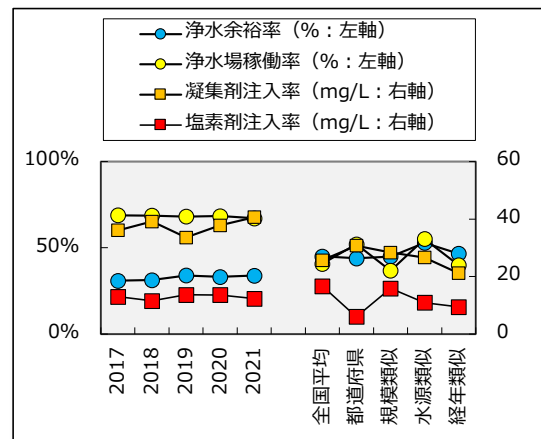 浄水余裕率（%：左軸）
浄水場稼働率（%：左軸）
凝集剤注入率（mg/L：右軸）
塩素剤注入率（mg/L：右軸）
100%
50%
0%
60
40
20
0
2017
2018
2019
2020
2021
全国平均
都道府県
規模類似
水源類似
経年類似